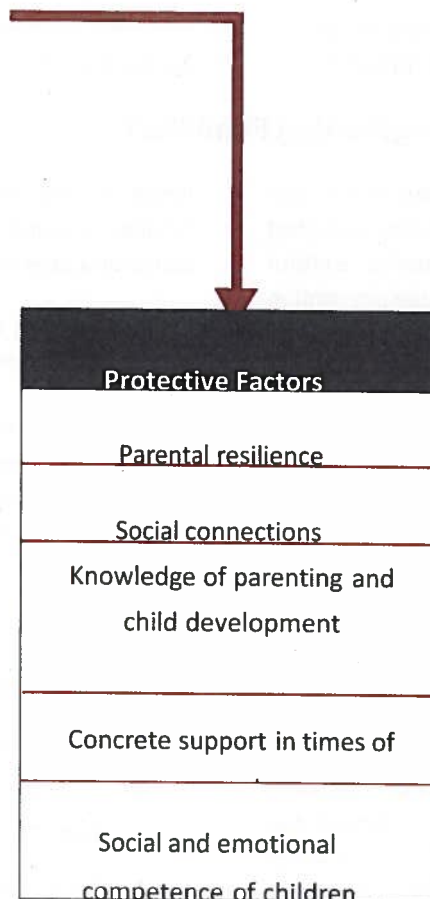 Protective Factors
Parental resilience
Social connections
Knowledge of parenting and
child development
Concrete support in times of
Social and emotional
competence of children